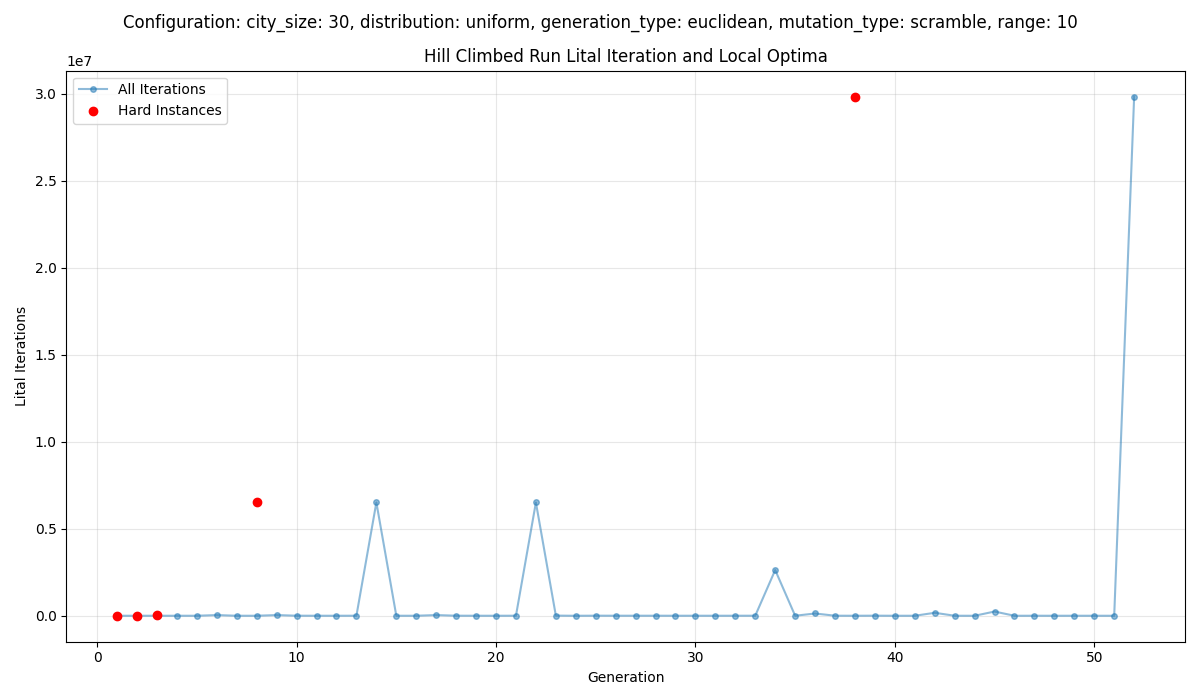 Configuration: city_size: 30, distribution: uniform, generation_type: euclidean, mutation_type: scramble, range: 10
Hill Climbed Run Lital Iteration and Local Optima
1e7
All Iterations
Hard Instances
3.0
2.5
2.0
1.5
1.0
0.5
0.0
Lital Iterations
0 10 20 30 40 50
Generation